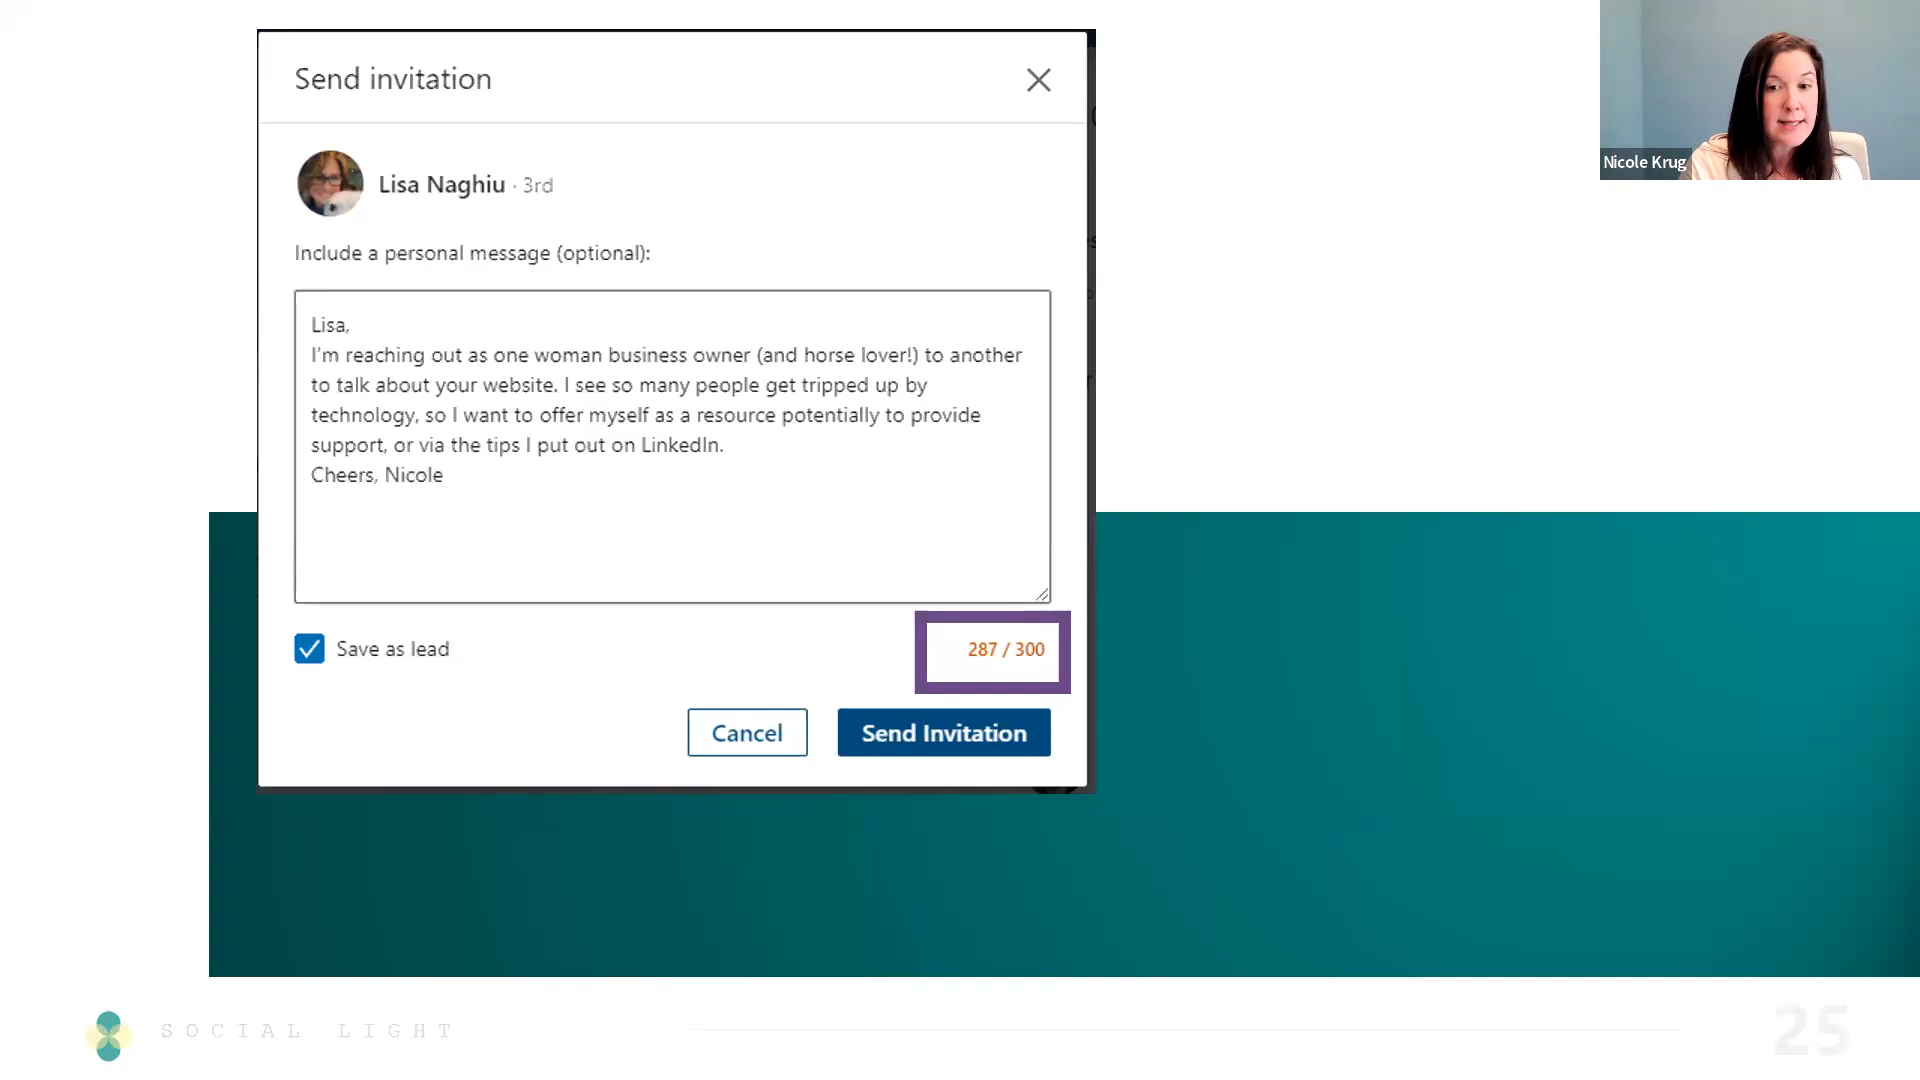 Send invitation
Lisa Naghiu · 3rd
Include a personal message (optional):
Lisa,
I'm reaching out as one woman business owner (and horse lover!) to another
to talk about your website. I see so many people get tripped up by
technology, so I want to offer myself as a resource potentially to provide
support, or via the tips I put out on LinkedIn.
Cheers, Nicole
Save as lead
287 / 300
Cancel
Send Invitation
Nicole Krug
SOCIAL LIGHT
25